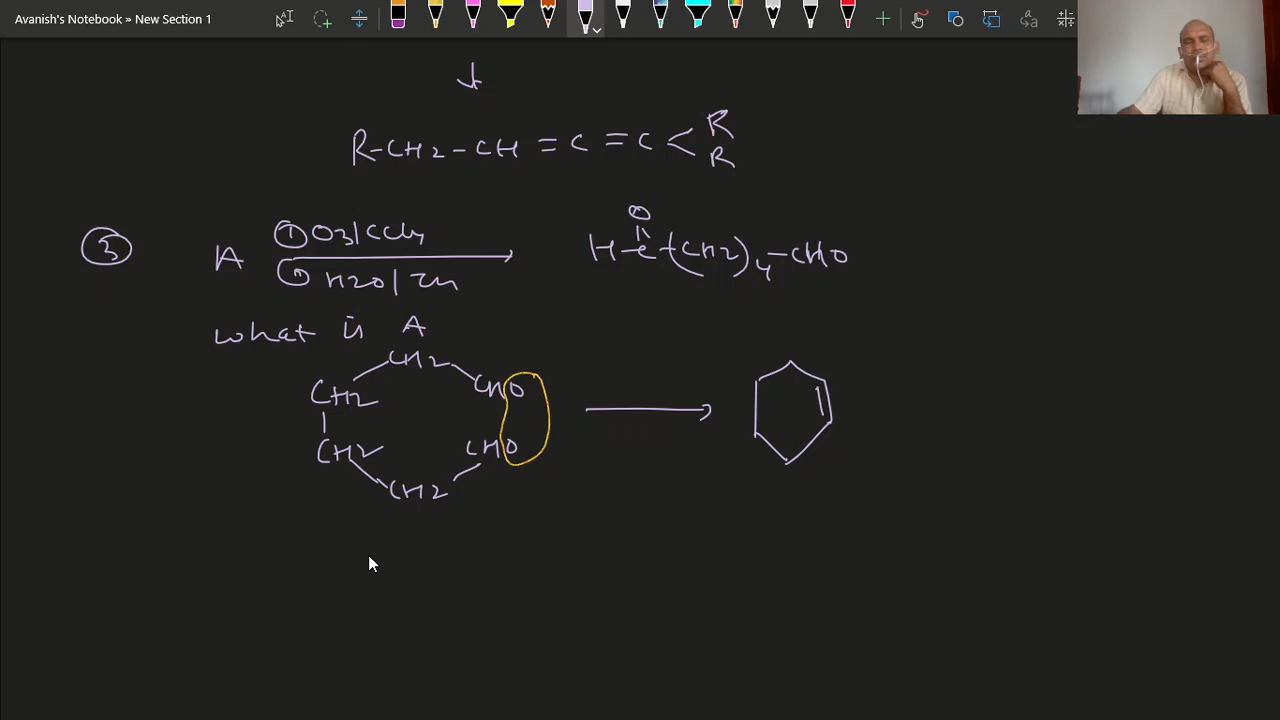 Avanish's Notebook » New Section 1
R-CH2-CH=C=C<R R
③ A ① O3/CCl4 ② H2O/Zn H-C(=O)-(CH2)4-CHO
what is A
CH2
CH2 CHO
CH2 CHO
CH2